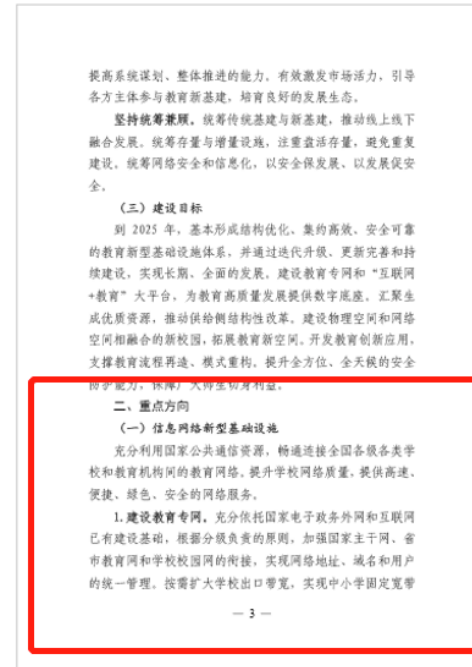 提高系统谋划、整体推进的能力，有效激发市场活力，引导
各方主体参与教育新基建，培育良好的发展生态。
坚持统筹兼顾。统筹传统基建与新基建，推动线上线下
融合发展。统筹存量与增量设施，注重盘活存量，避免重复
建设。统筹网络安全和信息化，以安全保发展、以发展促安
全。
（三）建设目标
到 2025 年，基本形成结构优化、集约高效、安全可靠
的教育新型基础设施体系，并通过迭代升级、更新完善和持
续建设，实现长期、全面的发展。建设教育专网和“互联网
+教育”大平台，为教育高质量发展提供数字底座。汇聚生
成优质资源，推动供给侧结构性改革。建设物理空间和网络
空间相融合的新校园，拓展教育新空间。开发教育创新应用，
支撑教育流程再造、模式重构。提升全方位、全天候的安全
防护能力，保障广大师生切身利益。
二、重点方向
（一）信息网络新型基础设施
充分利用国家公共通信资源，畅通连接全国各级各类学
校和教育机构间的教育网络。提升学校网络质量，提供高速、
便捷、绿色、安全的网络服务。
1.建设教育专网。充分依托国家电子政务外网和互联网
已有建设基础，根据分级负责的原则，加强国家主干网、省
市教育网和学校校园网的衔接，实现网络地址、域名和用户
的统一管理。按需扩大学校出口带宽，实现中小学固定宽带
— 3 —